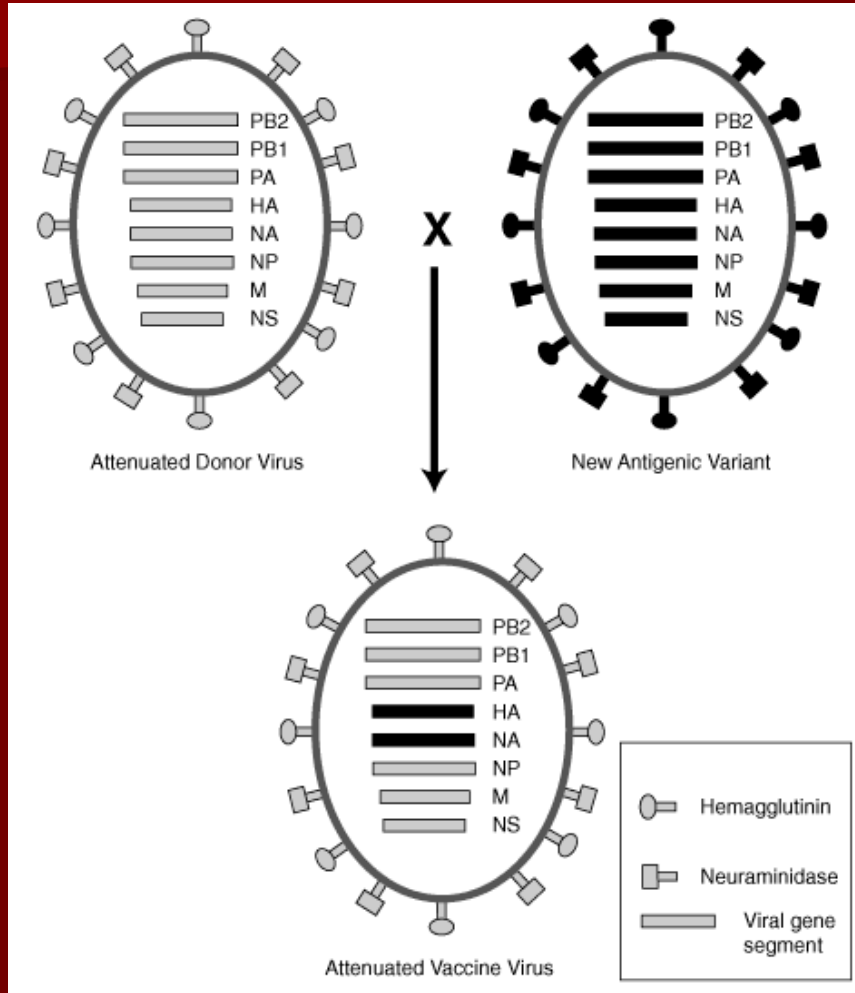 PB2
PB1
PA
HA
NA
NP
M
NS
Attenuated Donor Virus
X
PB2
PB1
PA
HA
NA
NP
M
NS
New Antigenic Variant
PB2
PB1
PA
HA
NA
NP
M
NS
Attenuated Vaccine Virus
Hemagglutinin
Neuraminidase
Viral gene
segment